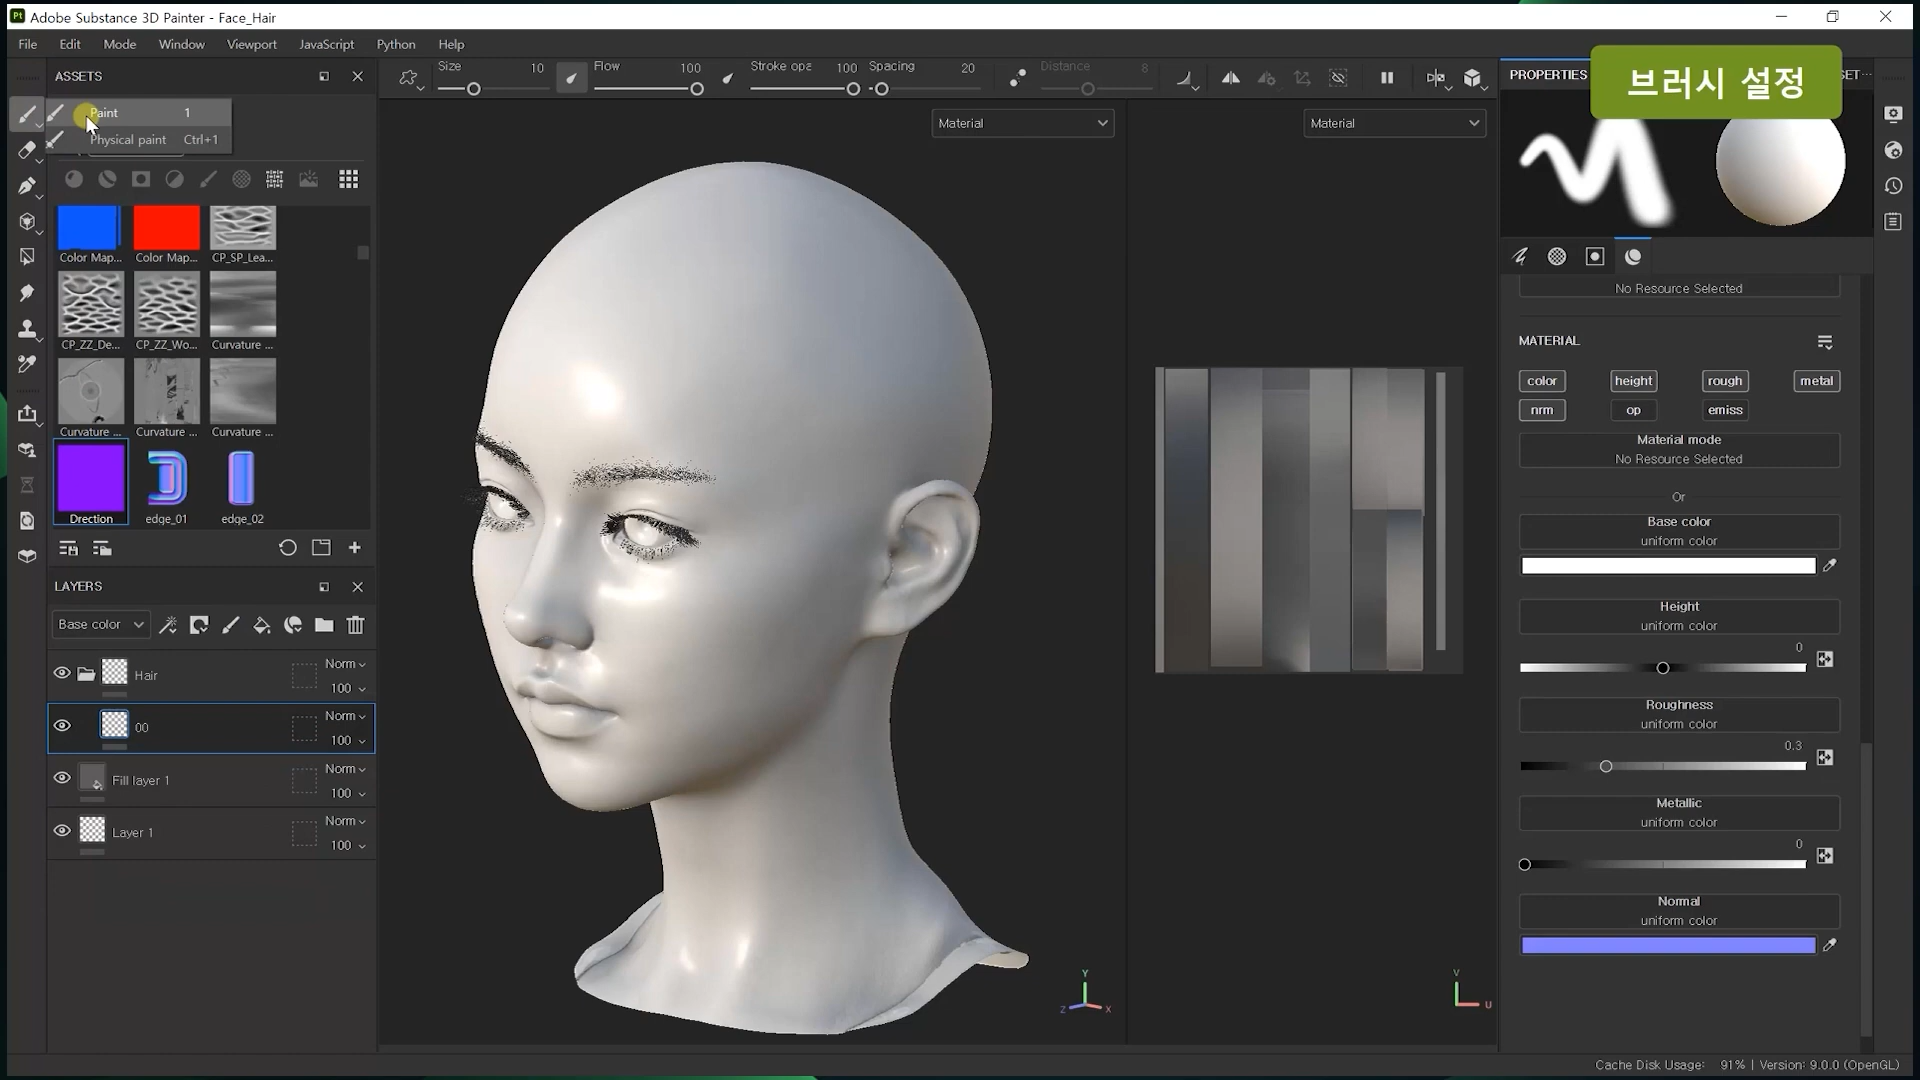 Adobe Substance 3D Painter - Face_Hair
File Edit Mode Window Viewport JavaScript Python Help
ASSETS
Size 10 Flow 100 Stroke opa 100 Spacing 20 Distance 8
PROPERTIES
브러시 설정
SET···
Paint 1
Physical paint Ctrl+1
Material
Material
Color Map... Color Map... CP_SP_Lea...
CP_ZZ_De... CP_ZZ_Wo... Curvature ...
Curvature ... Curvature ... Curvature ...
Drection edge_01 edge_02
LAYERS
Base color
Hair Norm
100
00 Norm
100
Fill layer 1 Norm
100
Layer 1 Norm
100
No Resource Selected
MATERIAL
color height rough metal
nrm op emiss
Material mode
No Resource Selected
Or
Base color
uniform color
Height
uniform color
0
Roughness
uniform color
0.3
Metallic
uniform color
0
Normal
uniform color
Y
Z X
V
U
Cache Disk Usage: 91% | Version: 9.0.0 (OpenGL)